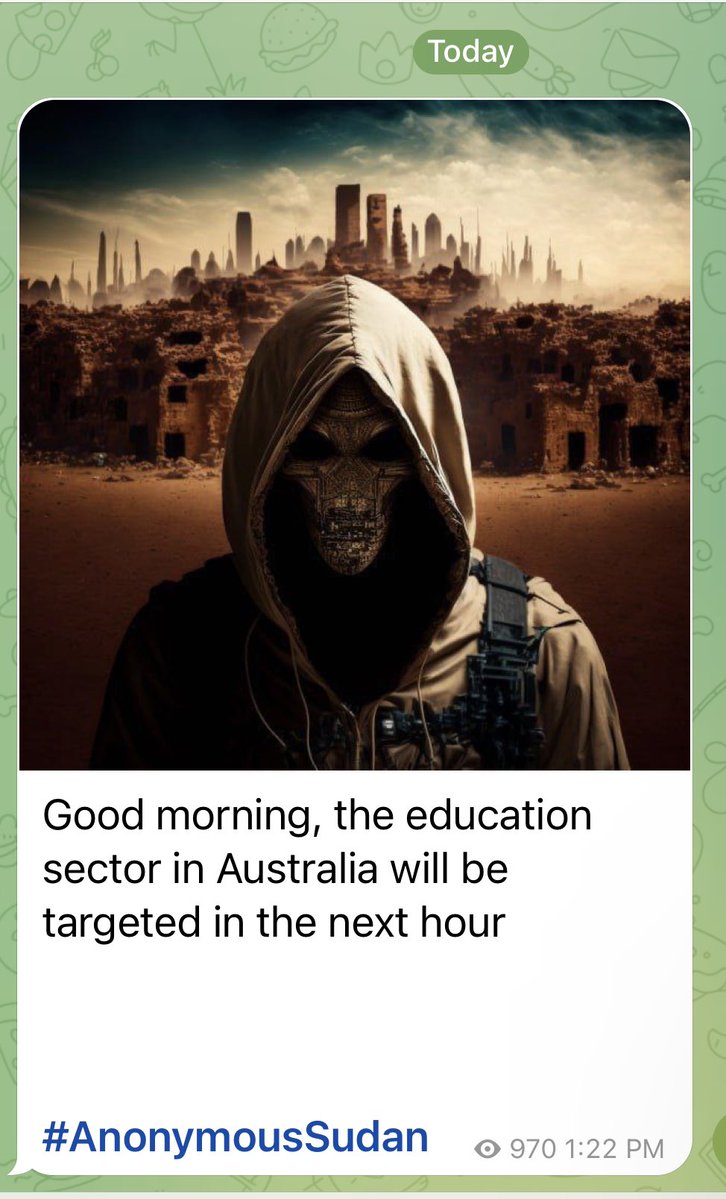 Today
Good morning, the education
sector in Australia will be
targeted in the next hour
#AnonymousSudan
970 1:22 PM